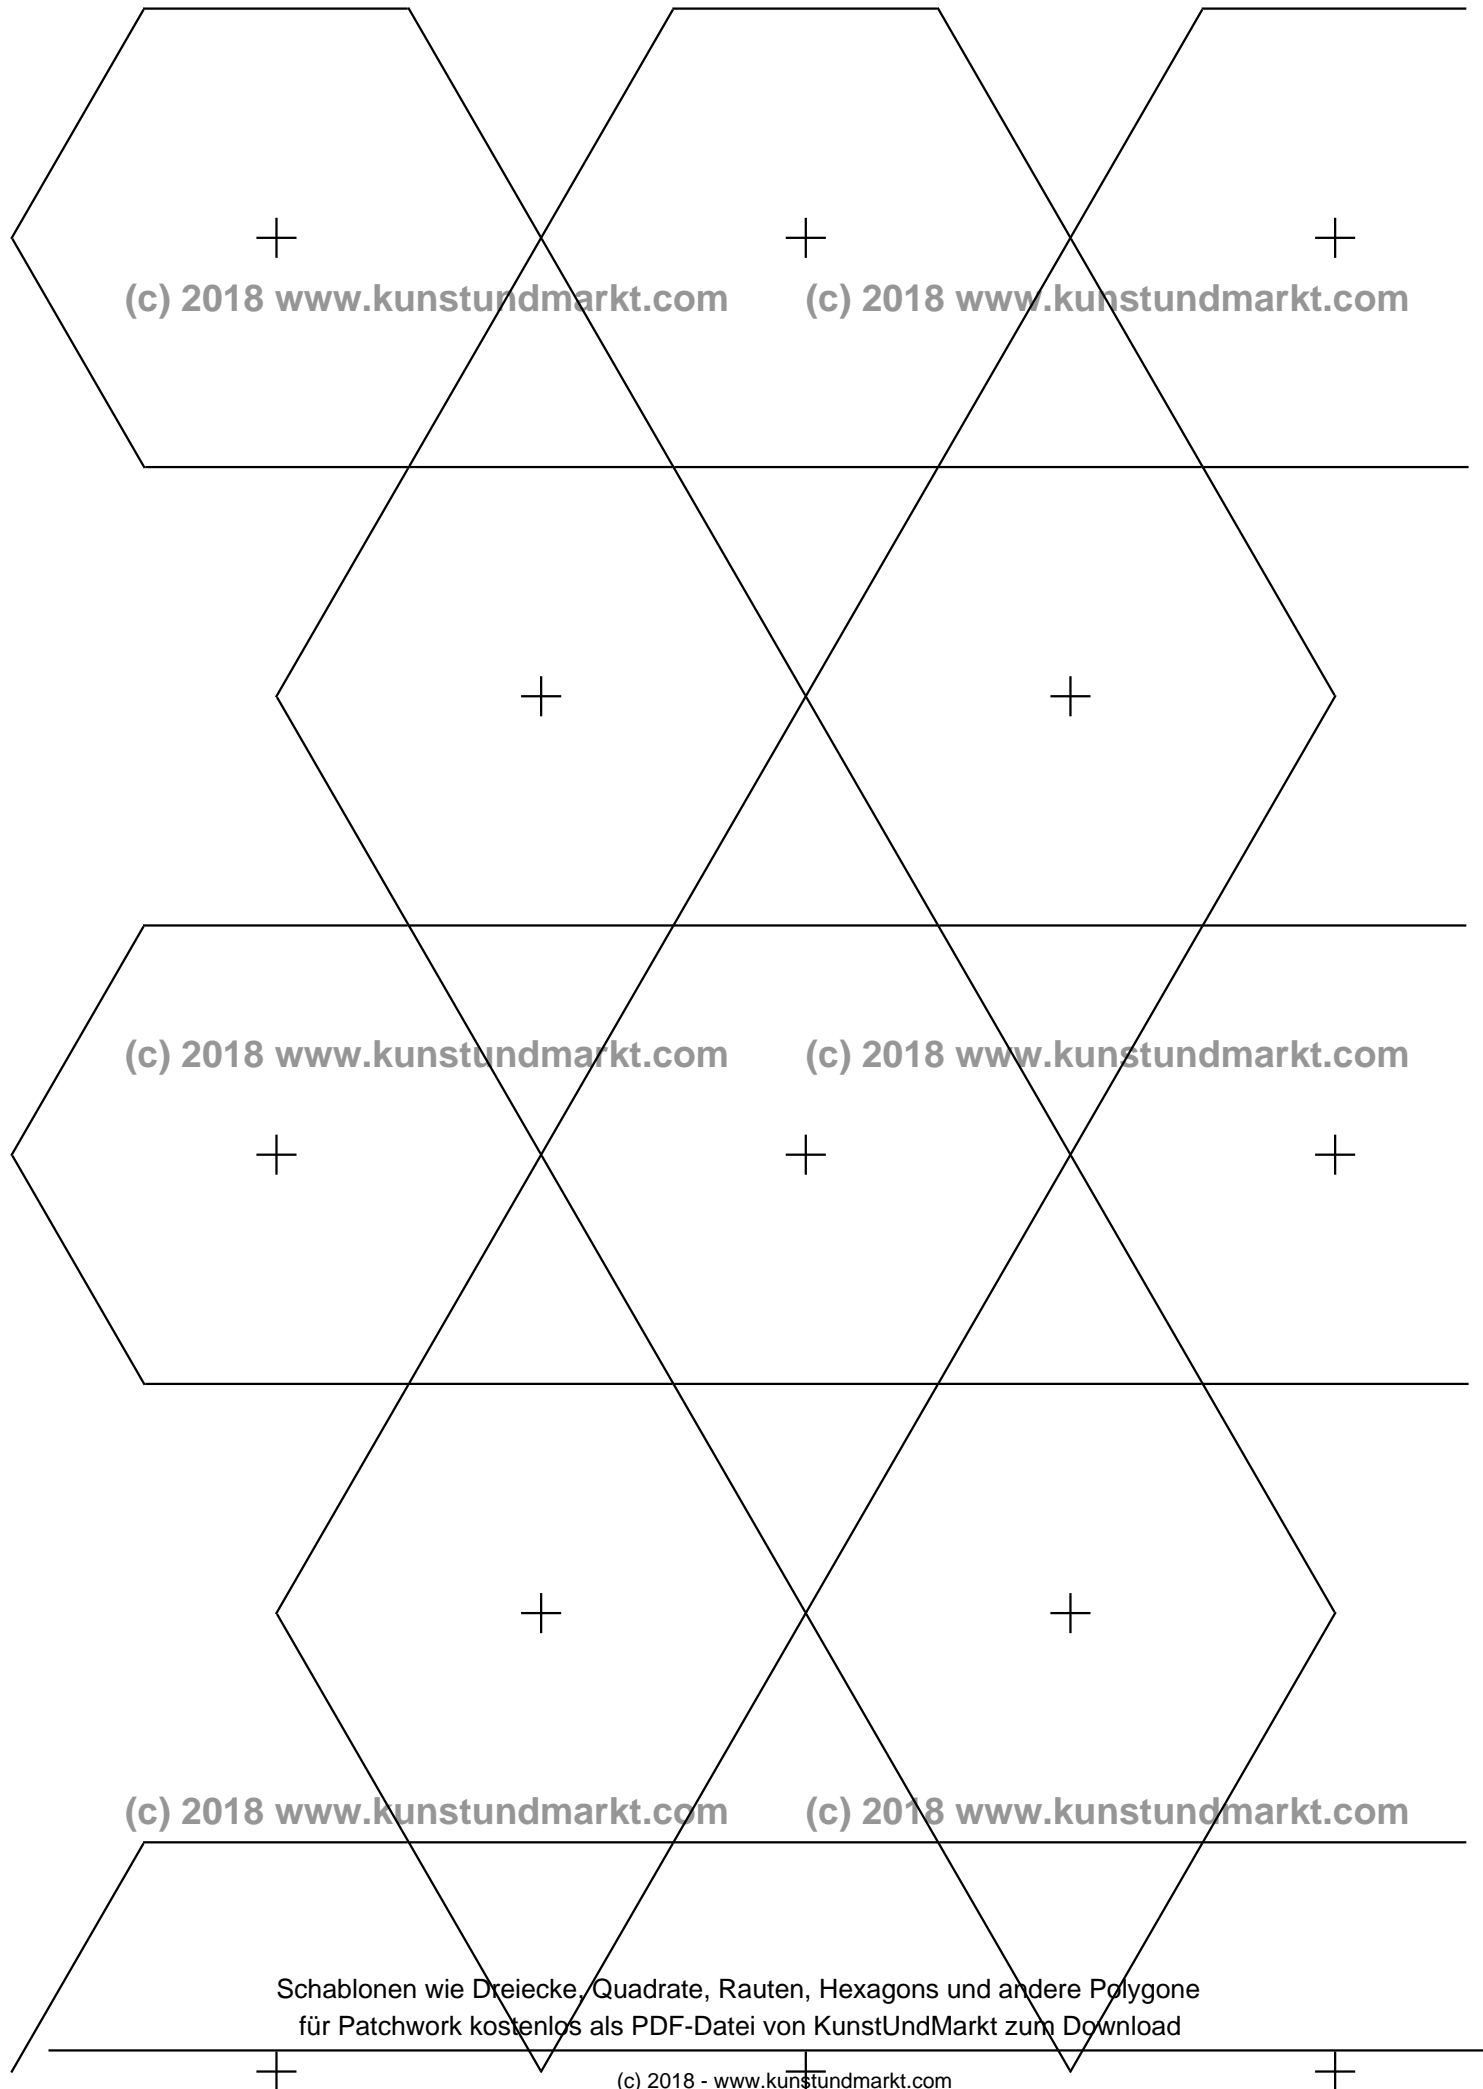 (c) 2018 www.kunstundmarkt.com (c) 2018 www.kunstundmarkt.com
(c) 2018 www.kunstundmarkt.com (c) 2018 www.kunstundmarkt.com
(c) 2018 www.kunstundmarkt.com (c) 2018 www.kunstundmarkt.com
Schablonen wie Dreiecke, Quadrate, Rauten, Hexagons und andere Polygone
für Patchwork kostenlos als PDF-Datei von KunstUndMarkt zum Download
(c) 2018 - www.kunstundmarkt.com